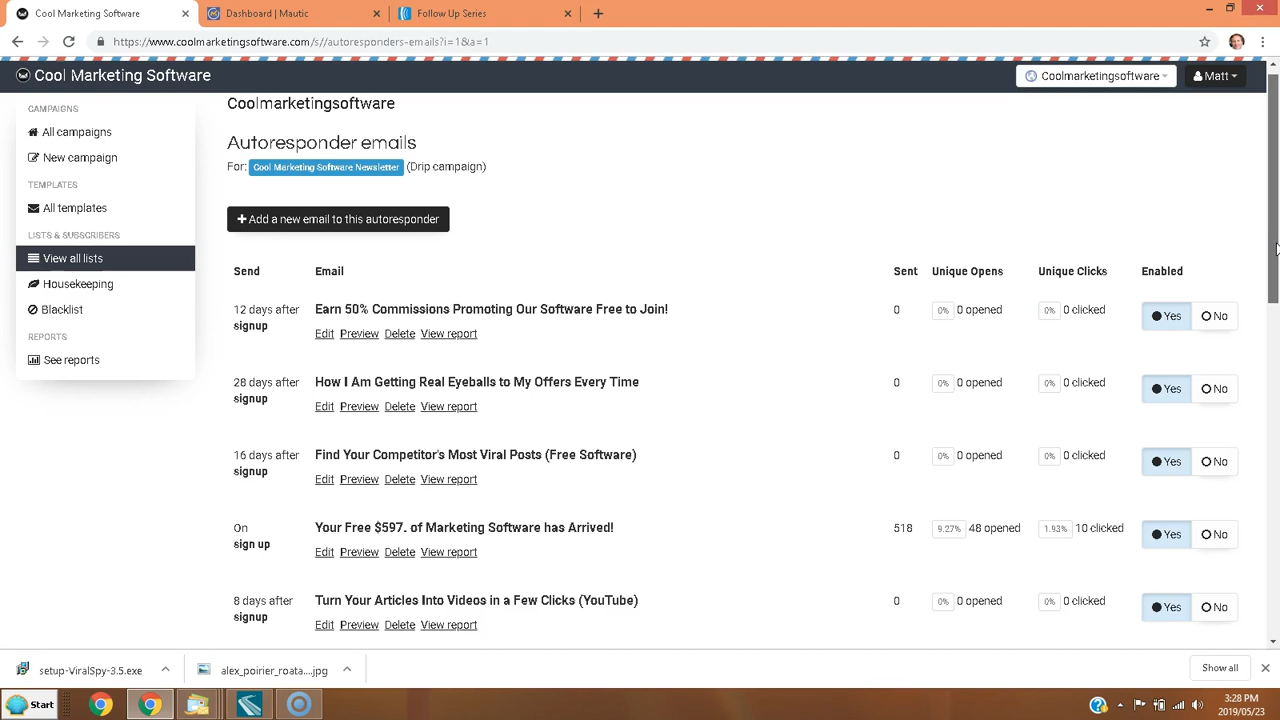 Cool Marketing Software
Dashboard | Mautic
Follow Up Series
https://www.coolmarketingsoftware.com/s//autoresponders-emails?i=1&a=1
Cool Marketing Software
Coolmarketingsoftware
Matt
CAMPAIGNS
All campaigns
New campaign
TEMPLATES
All templates
LISTS & SUBSCRIBERS
View all lists
Housekeeping
Blacklist
REPORTS
See reports
Coolmarketingsoftware
Autoresponder emails
For: Cool Marketing Software Newsletter (Drip campaign)
+ Add a new email to this autoresponder
Send Email Sent Unique Opens Unique Clicks Enabled
12 days after signup Earn 50% Commissions Promoting Our Software Free to Join! 0 0% 0 opened 0% 0 clicked Yes No
Edit Preview Delete View report
28 days after signup How I Am Getting Real Eyeballs to My Offers Every Time 0 0% 0 opened 0% 0 clicked Yes No
Edit Preview Delete View report
16 days after signup Find Your Competitor's Most Viral Posts (Free Software) 0 0% 0 opened 0% 0 clicked Yes No
Edit Preview Delete View report
On sign up Your Free $597. of Marketing Software has Arrived! 518 9.27% 48 opened 1.93% 10 clicked Yes No
Edit Preview Delete View report
8 days after signup Turn Your Articles Into Videos in a Few Clicks (YouTube) 0 0% 0 opened 0% 0 clicked Yes No
Edit Preview Delete View report
setup-ViralSpy-3.5.exe
alex_poirier_roata....jpg
Show all
Start
3:28 PM
2019/05/23